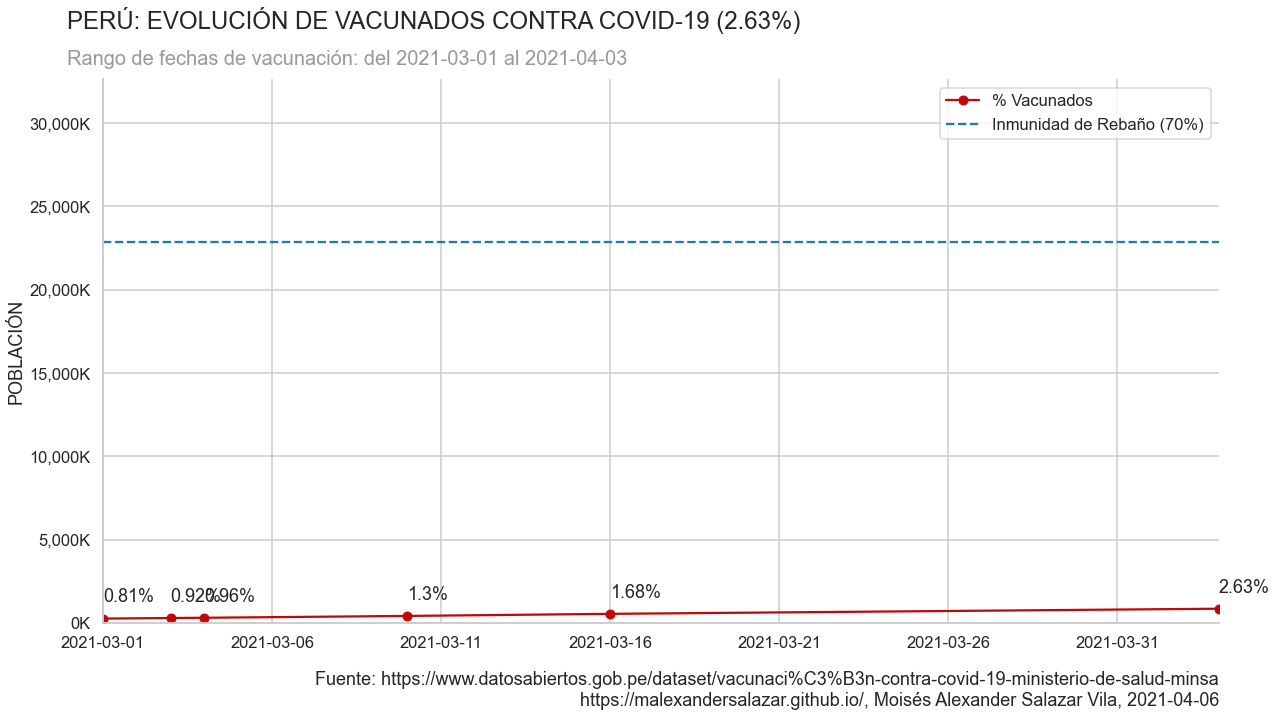 PERÚ: EVOLUCIÓN DE VACUNADOS CONTRA COVID-19 (2.63%)
Rango de fechas de vacunación: del 2021-03-01 al 2021-04-03
% Vacunados
Inmunidad de Rebaño (70%)
30,000K
25,000K
20,000K
15,000K
10,000K
5,000K
0K
POBLACIÓN
0.81%
0.92%
0.96%
1.3%
1.68%
2.63%
2021-03-01
2021-03-06
2021-03-11
2021-03-16
2021-03-21
2021-03-26
2021-03-31
Fuente: https://www.datosabiertos.gob.pe/dataset/vacunaci%C3%B3n-contra-covid-19-ministerio-de-salud-minsa
https://malexandersalazar.github.io/, Moisés Alexander Salazar Vila, 2021-04-06